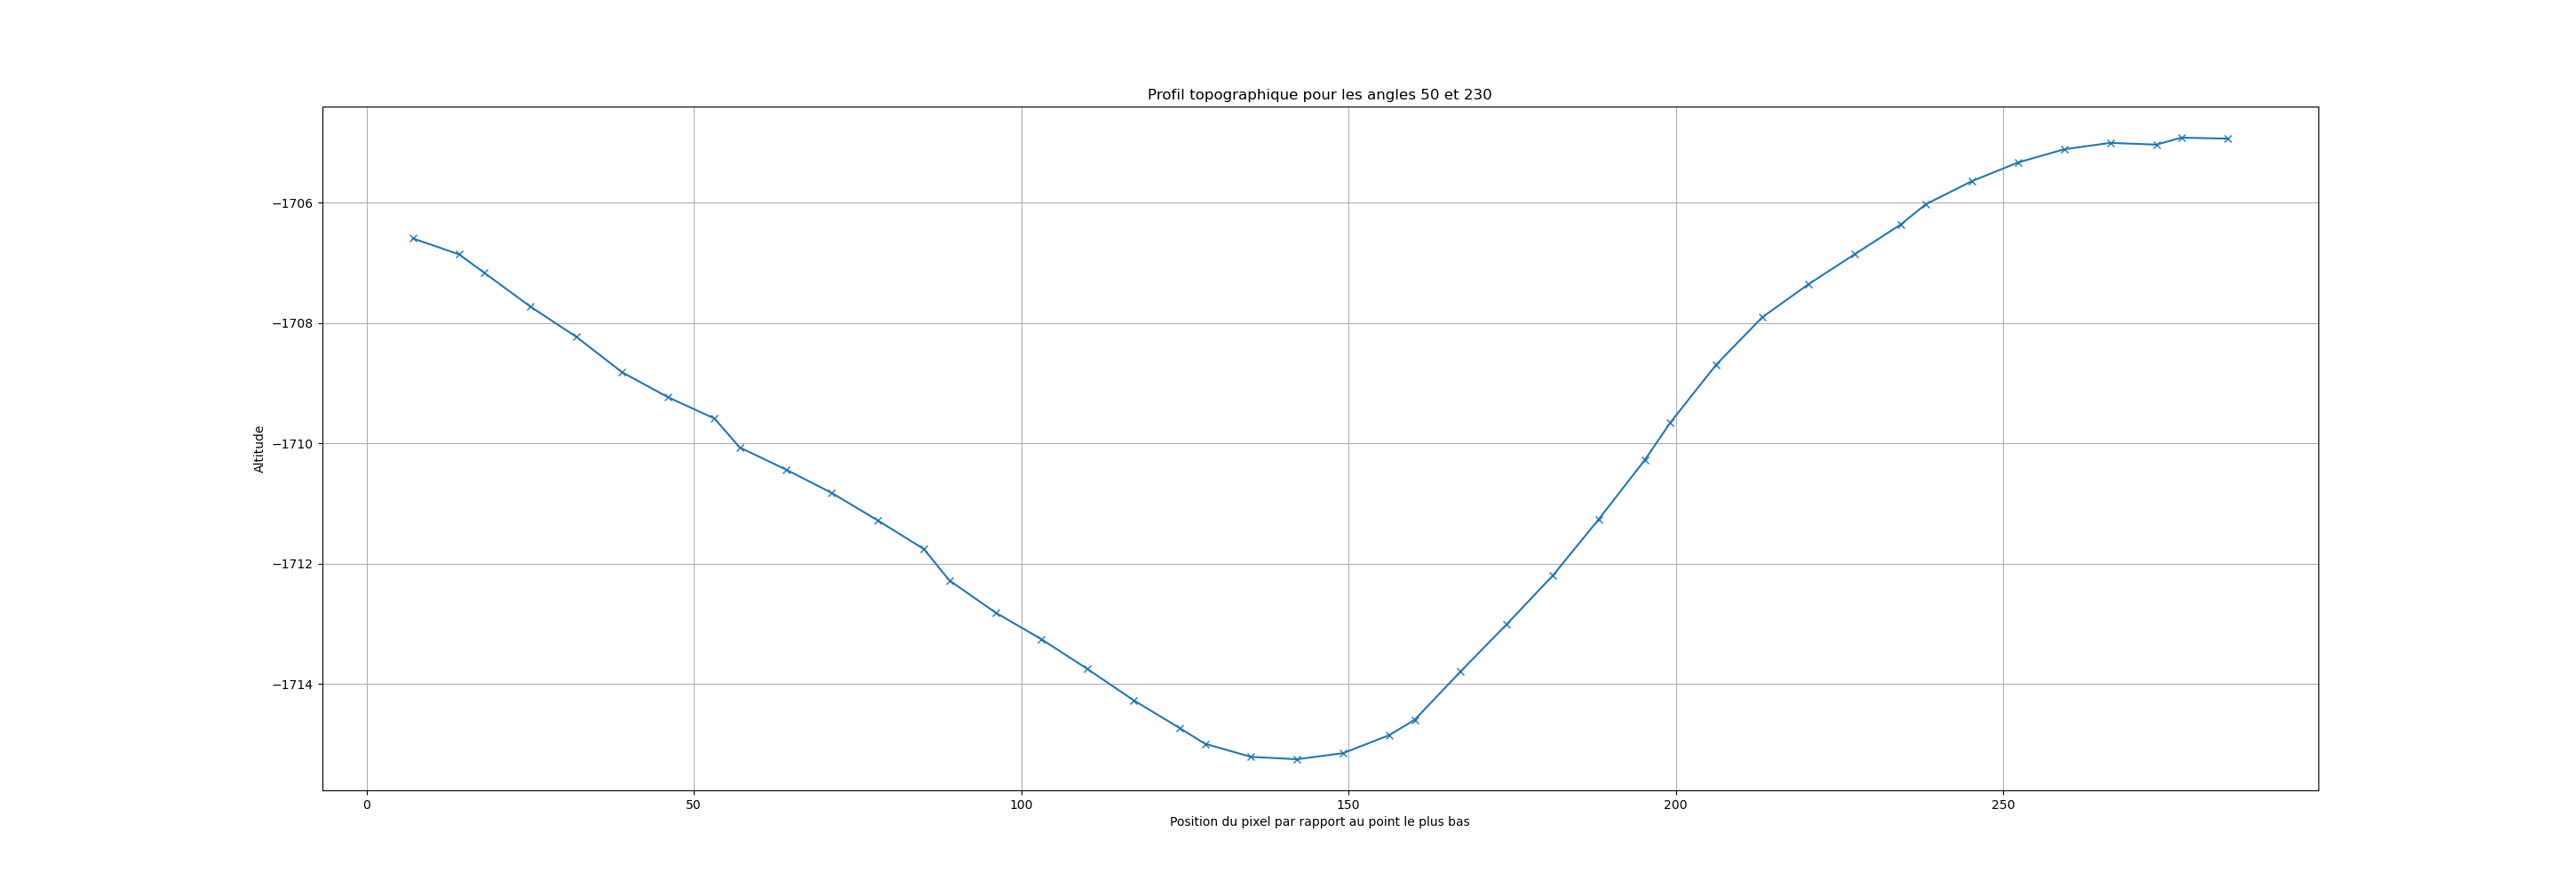 Profil topographique pour les angles 50 et 230
Altitude
−1706
−1708
−1710
−1712
−1714
0 50 100 150 200 250
Position du pixel par rapport au point le plus bas